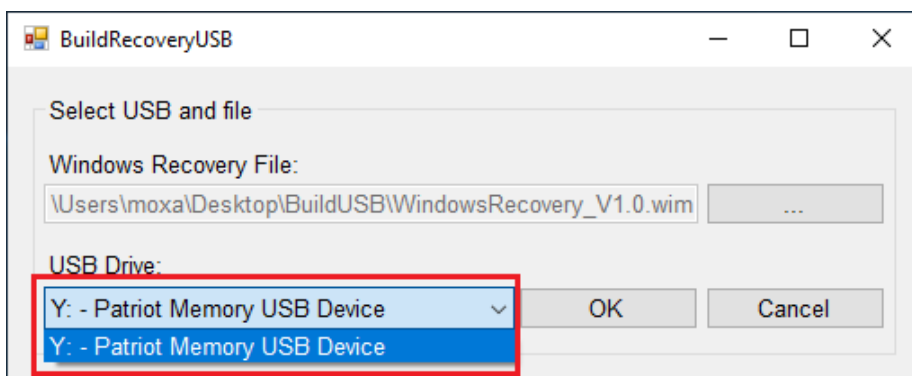 BuildRecoveryUSB
Select USB and file
Windows Recovery File:
\Users\moxa\Desktop\BuildUSB\WindowsRecovery_V1.0.wim ...
USB Drive:
Y: - Patriot Memory USB Device OK Cancel
Y: - Patriot Memory USB Device